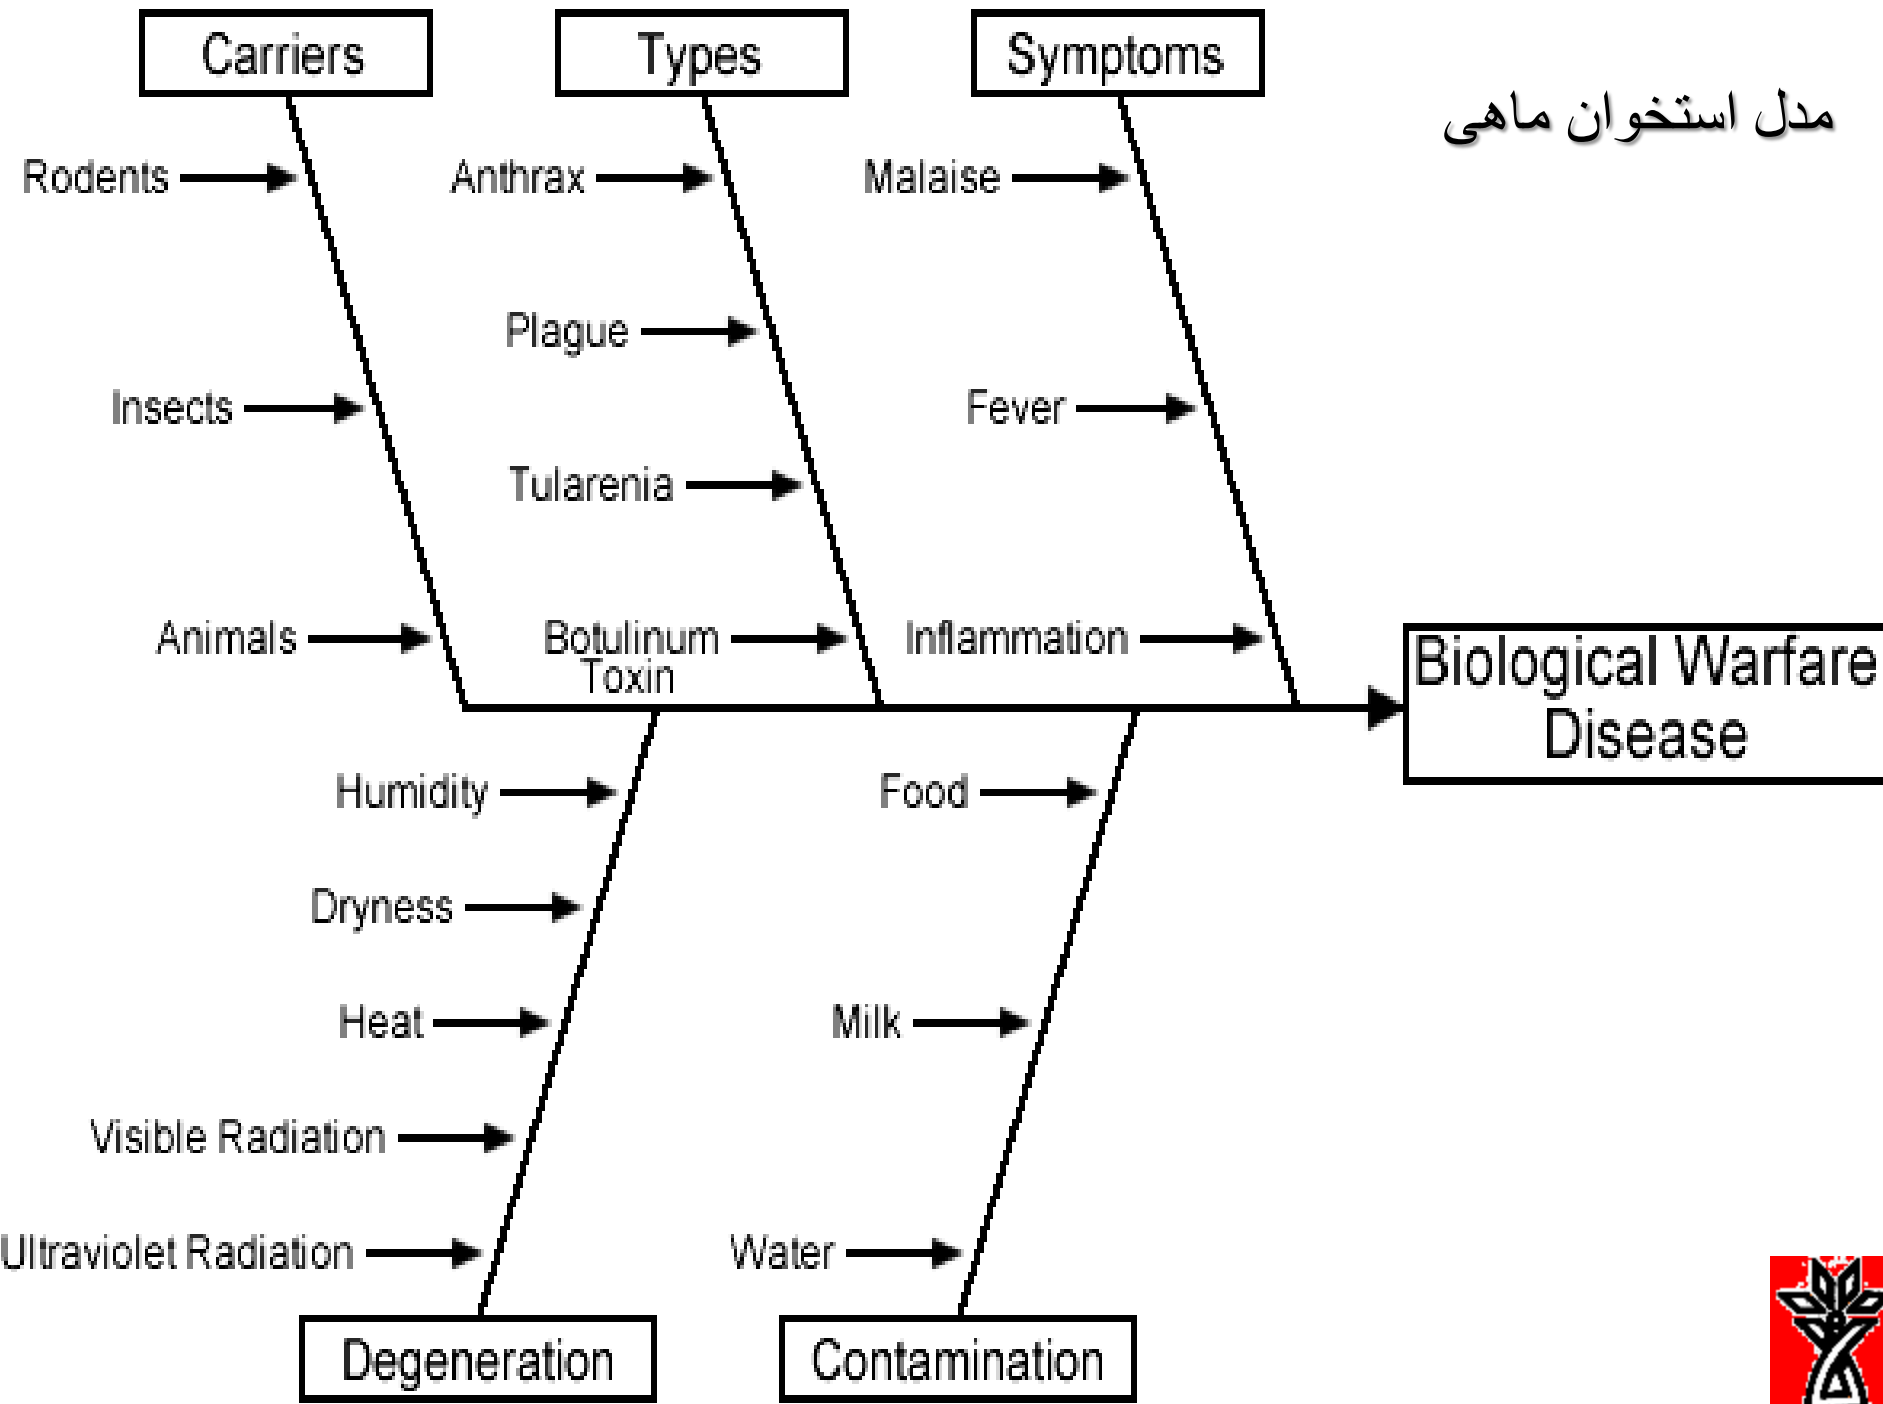 Carriers
Types
Symptoms
مدل استخوان ماهی
Rodents
Anthrax
Malaise
Plague
Insects
Fever
Tularenia
Animals
Botulinum
Toxin
Inflammation
Biological Warfare
Disease
Humidity
Food
Dryness
Heat
Milk
Visible Radiation
Ultraviolet Radiation
Water
Degeneration
Contamination